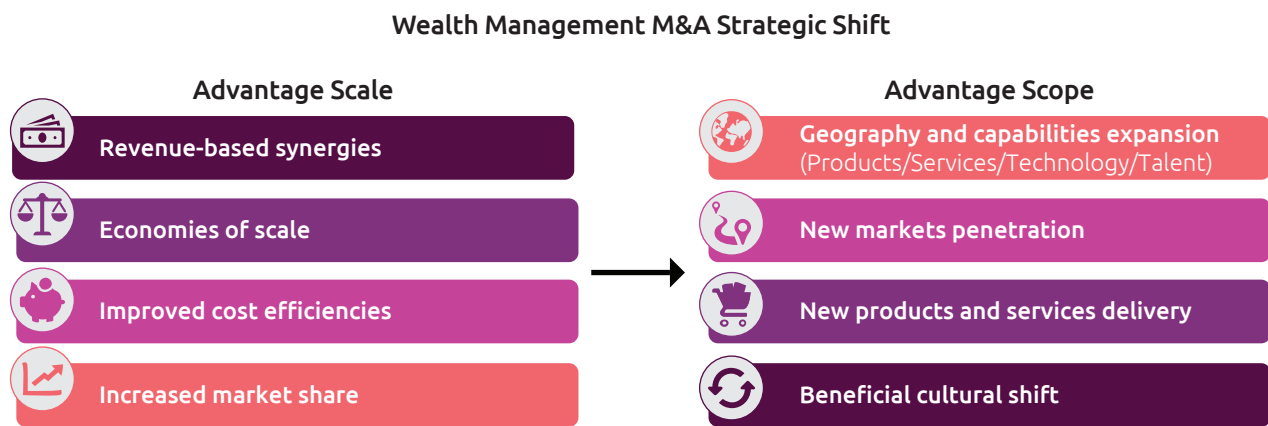 Wealth Management M&A Strategic Shift
Advantage Scale
Revenue-based synergies
Economies of scale
Improved cost efficiencies
Increased market share
Advantage Scope
Geography and capabilities expansion
(Products/Services/Technology/Talent)
New markets penetration
New products and services delivery
Beneficial cultural shift